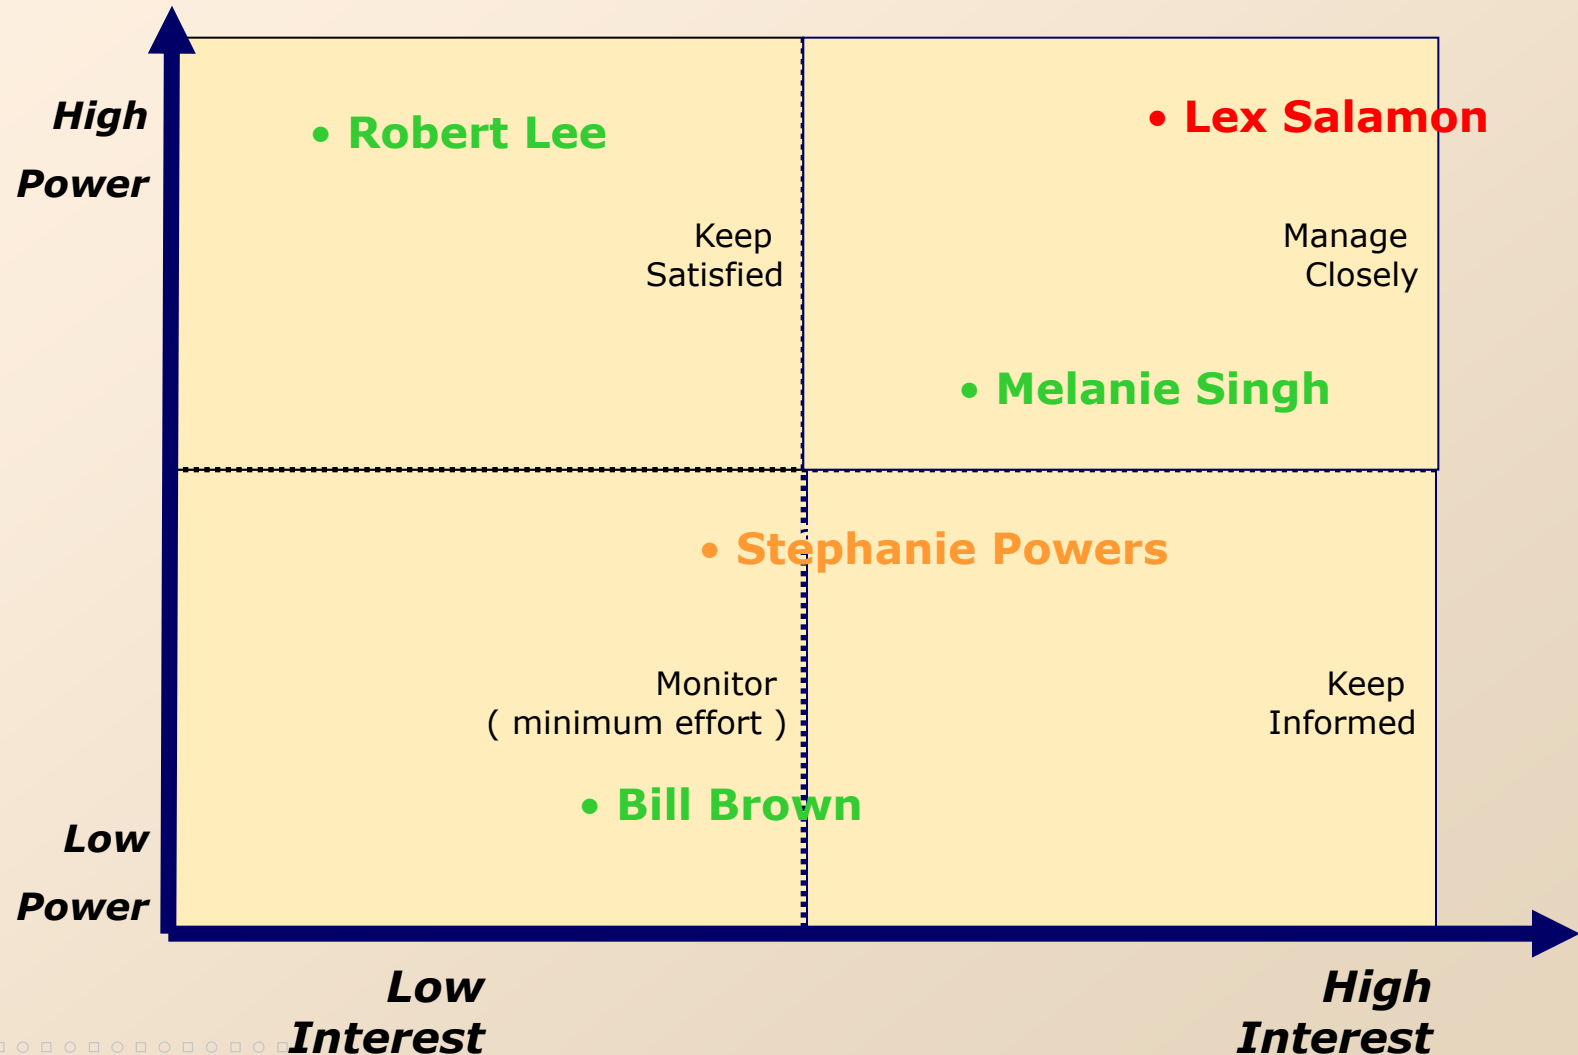 High
Power
• Robert Lee
• Lex Salamon
Keep
Satisfied
Manage
Closely
• Melanie Singh
• Stephanie Powers
Monitor
( minimum effort )
Keep
Informed
• Bill Brown
Low
Power
Low
Interest
High
Interest